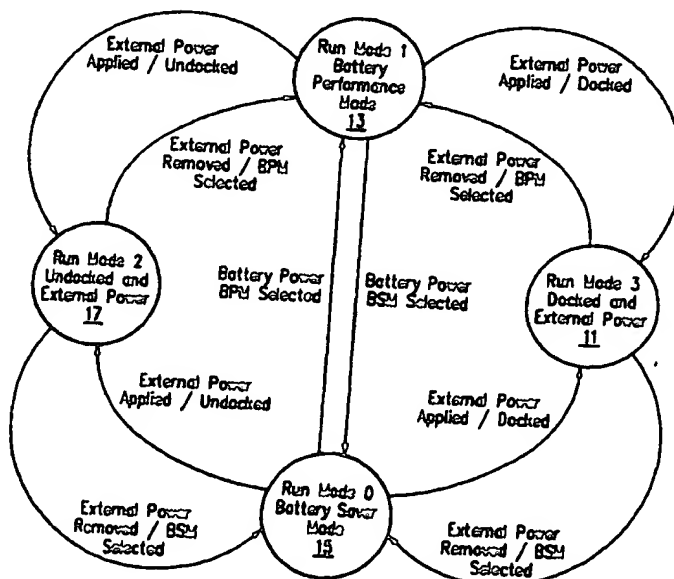 External Power
Applied / Undocked
Run Mode 1
Battery
Performance
Mode
13
External Power
Applied / Docked
External Power
Removed / BPM
Selected
External Power
Removed / BPM
Selected
Run Mode 2
Undocked and
External Power
17
Battery Power
BPM Selected
Battery Power
BSM Selected
Run Mode 3
Docked and
External Power
11
External Power
Applied / Undocked
External Power
Applied / Docked
Run Mode 0
Battery Saver
Mode
15
External Power
Removed / BSM
Selected
External Power
Removed / BSM
Selected